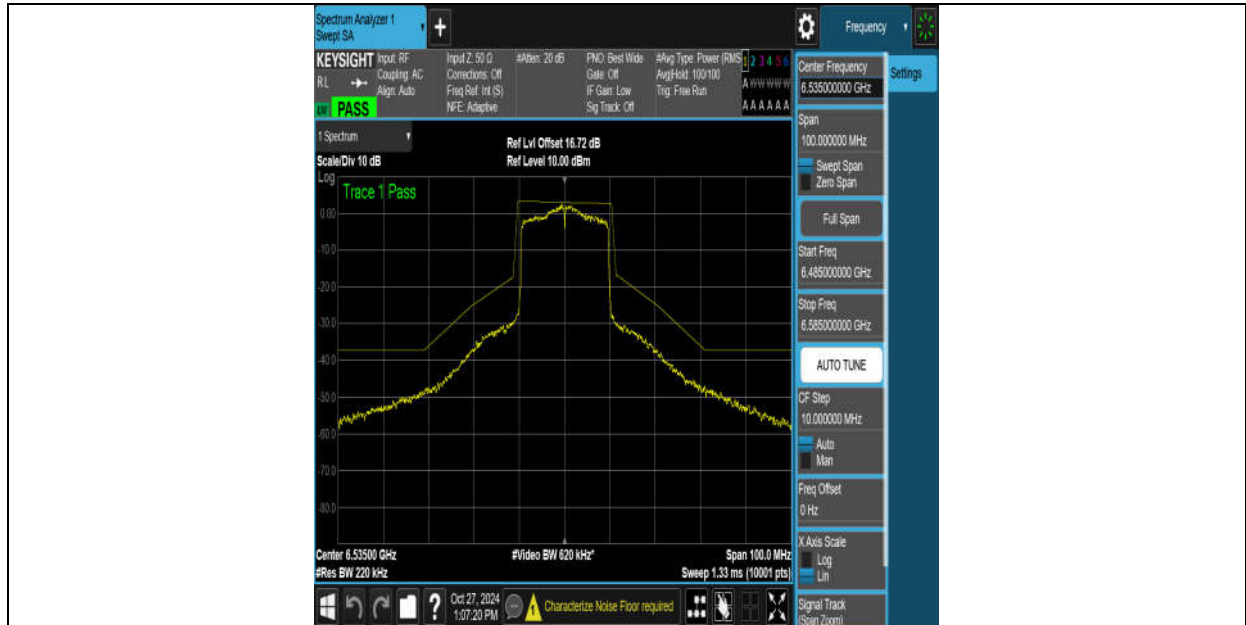 Spectrum Analyzer 1
Swept SA
+
Frequency
KEYSIGHT
RL
PASS
Input: RF
Coupling: AC
Align: Auto
Input Z: 50 Ω
Corrections: Off
Freq Ref: Int (S)
NFE: Adaptive
#Atten: 20 dB
PNO: Best Wide
Gate: Off
IF Gain: Low
Sig Track: Off
#Avg Type: Power (RMS
Avg|Hold: 100/100
Trig: Free Run
1 2 3 4 5 6
A W W W W W
A A A A A A
1 Spectrum
Scale/Div 10 dB
Ref Lvl Offset 16.72 dB
Ref Level 10.00 dBm
Log
Trace 1 Pass
0.00
-10.0
-20.0
-30.0
-40.0
-50.0
-60.0
-70.0
-80.0
Center 6.53500 GHz
#Res BW 220 kHz
#Video BW 620 kHz*
Span 100.0 MHz
Sweep 1.33 ms (10001 pts)
Center Frequency
6.535000000 GHz
Settings
Span
100.000000 MHz
Swept Span
Zero Span
Full Span
Start Freq
6.485000000 GHz
Stop Freq
6.585000000 GHz
AUTO TUNE
CF Step
10.000000 MHz
Auto
Man
Freq Offset
0 Hz
X Axis Scale
Log
Lin
Signal Track
(Span Zoom)
?
Oct 27, 2024
1:07:20 PM
Characterize Noise Floor required